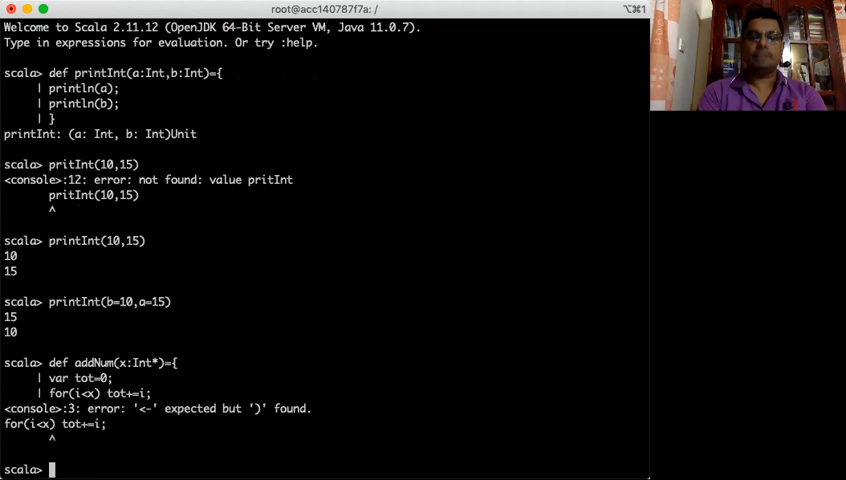 root@acc140787f7a: /
⌥⌘1
Welcome to Scala 2.11.12 (OpenJDK 64-Bit Server VM, Java 11.0.7).
Type in expressions for evaluation. Or try :help.
scala> def printInt(a:Int,b:Int)={
| println(a);
| println(b);
| }
printInt: (a: Int, b: Int)Unit
scala> pritInt(10,15)
<console>:12: error: not found: value pritInt
pritInt(10,15)
^
scala> printInt(10,15)
10
15
scala> printInt(b=10,a=15)
15
10
scala> def addNum(x:Int*)={
| var tot=0;
| for(i<x) tot+=i;
<console>:3: error: '<-' expected but ')' found.
for(i<x) tot+=i;
^
scala>